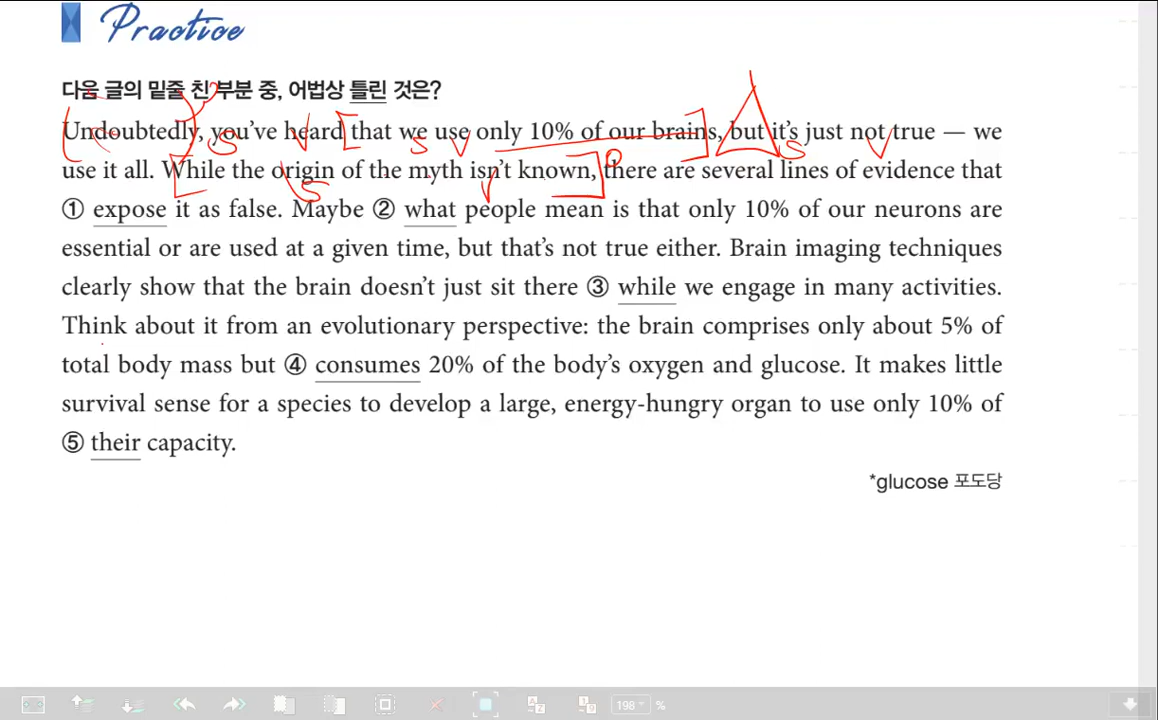 Practice
다음 글의 밑줄 친 부분 중, 어법상 틀린 것은?
Undoubtedly, you've heard that we use only 10% of our brains, but it's just not true — we
use it all. While the origin of the myth isn't known, there are several lines of evidence that
① expose it as false. Maybe ② what people mean is that only 10% of our neurons are
essential or are used at a given time, but that's not true either. Brain imaging techniques
clearly show that the brain doesn't just sit there ③ while we engage in many activities.
Think about it from an evolutionary perspective: the brain comprises only about 5% of
total body mass but ④ consumes 20% of the body's oxygen and glucose. It makes little
survival sense for a species to develop a large, energy-hungry organ to use only 10% of
⑤ their capacity.
*glucose 포도당
198 %